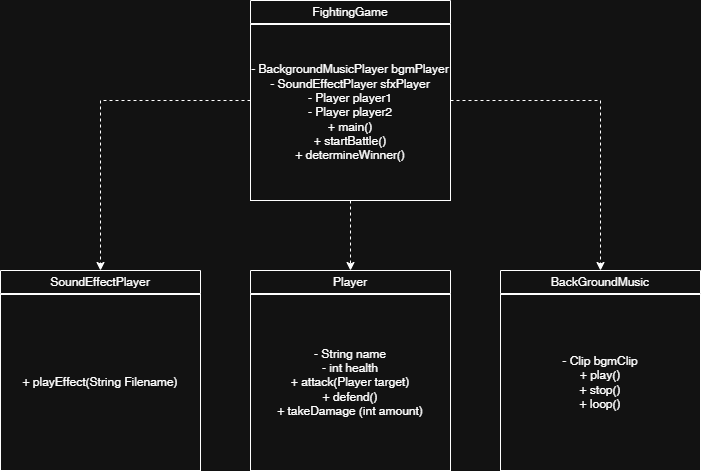 FightingGame
- BackgroundMusicPlayer bgmPlayer
- SoundEffectPlayer sfxPlayer
- Player player1
- Player player2
+ main()
+ startBattle()
+ determineWinner()
SoundEffectPlayer
+ playEffect(String Filename)
Player
- String name
- int health
+ attack(Player target)
+ defend()
+ takeDamage (int amount)
BackGroundMusic
- Clip bgmClip
+ play()
+ stop()
+ loop()